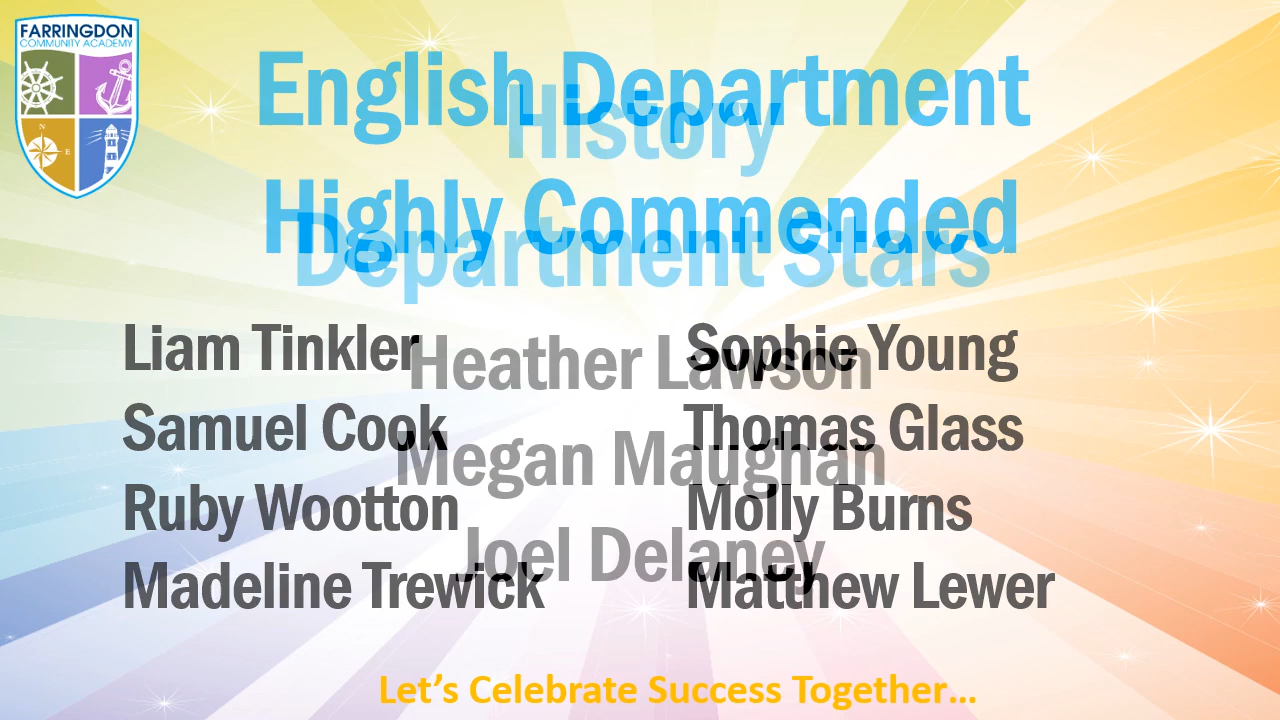 FARRINGDON
COMMUNITY ACADEMY
N
E
English Department
Highly Commended
History
Department Stars
Liam Tinkler
Sophie Young
Samuel Cook
Thomas Glass
Ruby Wootton
Molly Burns
Madeline Trewick
Matthew Lewer
Heather Lawson
Megan Maughan
Joel Delaney
Let's Celebrate Success Together...